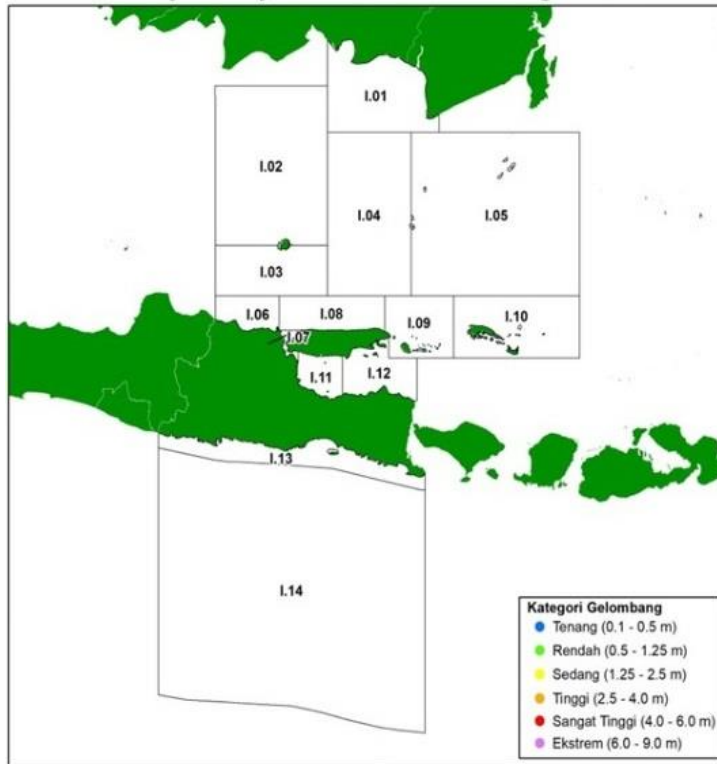 I.01
I.02
I.04
I.05
I.03
I.06
I.08
I.09
I.10
I.07
I.11
I.12
I.13
I.14
Kategori Gelombang
Tenang (0.1 - 0.5 m)
Rendah (0.5 - 1.25 m)
Sedang (1.25 - 2.5 m)
Tinggi (2.5 - 4.0 m)
Sangat Tinggi (4.0 - 6.0 m)
Ekstrem (6.0 - 9.0 m)